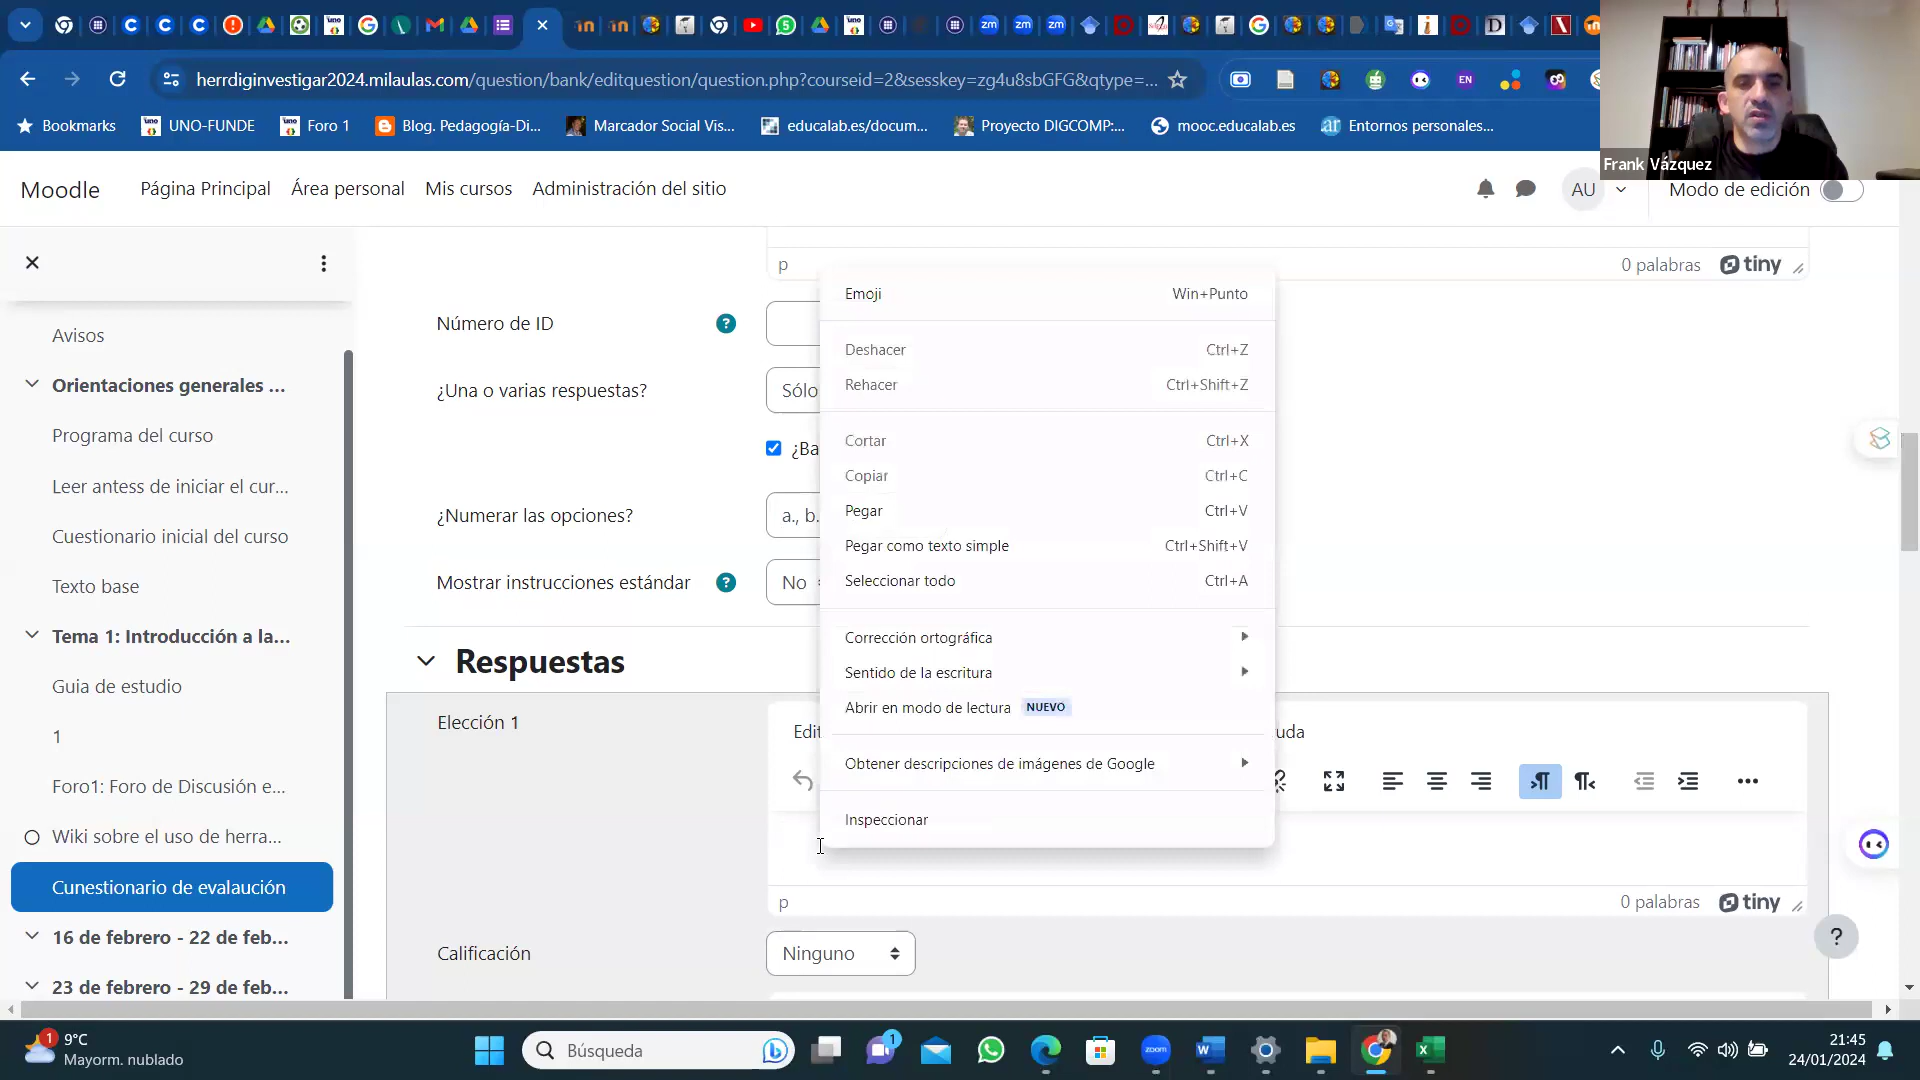 herrdiginvestigar2024.milaulas.com/question/bank/editquestion/question.php?courseid=2&sesskey=zg4u8sbGFG&qtype=...
EN
Bookmarks
UNO-FUNDE
Foro 1
Blog. Pedagogía-Di...
Marcador Social Vis...
educalab.es/docum...
Proyecto DIGCOMP:...
mooc.educalab.es
Entornos personales...
Frank Vázquez
Moodle
Página Principal
Área personal
Mis cursos
Administración del sitio
AU
Modo de edición
Avisos
Orientaciones generales ...
Programa del curso
Leer antess de iniciar el cur...
Cuestionario inicial del curso
Texto base
Tema 1: Introducción a la...
Guia de estudio
1
Foro1: Foro de Discusión e...
Wiki sobre el uso de herra...
Cunestionario de evalaución
16 de febrero - 22 de feb...
23 de febrero - 29 de feb...
p
0 palabras
tiny
Número de ID
¿Una o varias respuestas?
Sólo
¿Ba
¿Numerar las opciones?
a., b.
Mostrar instrucciones estándar
No
Respuestas
Elección 1
Edit
uda
p
0 palabras
tiny
Calificación
Ninguno
Emoji Win+Punto
Deshacer Ctrl+Z
Rehacer Ctrl+Shift+Z
Cortar Ctrl+X
Copiar Ctrl+C
Pegar Ctrl+V
Pegar como texto simple Ctrl+Shift+V
Seleccionar todo Ctrl+A
Corrección ortográfica
Sentido de la escritura
Abrir en modo de lectura NUEVO
Obtener descripciones de imágenes de Google
Inspeccionar
1
9°C
Mayorm. nublado
Búsqueda
1
zoom
21:45
24/01/2024